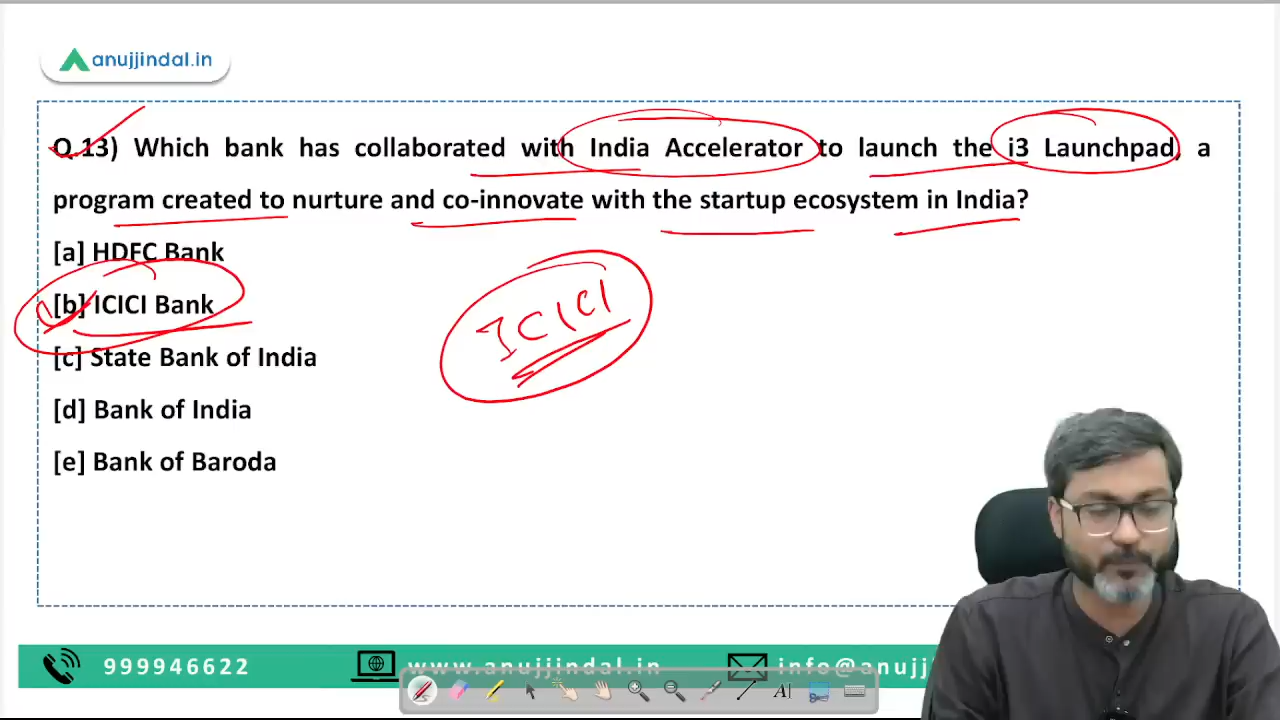 anujjindal.in
Q.13) Which bank has collaborated with India Accelerator to launch the i3 Launchpad, a
program created to nurture and co-innovate with the startup ecosystem in India?
[a] HDFC Bank
[b] ICICI Bank
ICICI
[c] State Bank of India
[d] Bank of India
[e] Bank of Baroda
999946622 www.anujjindal.in info@anujj